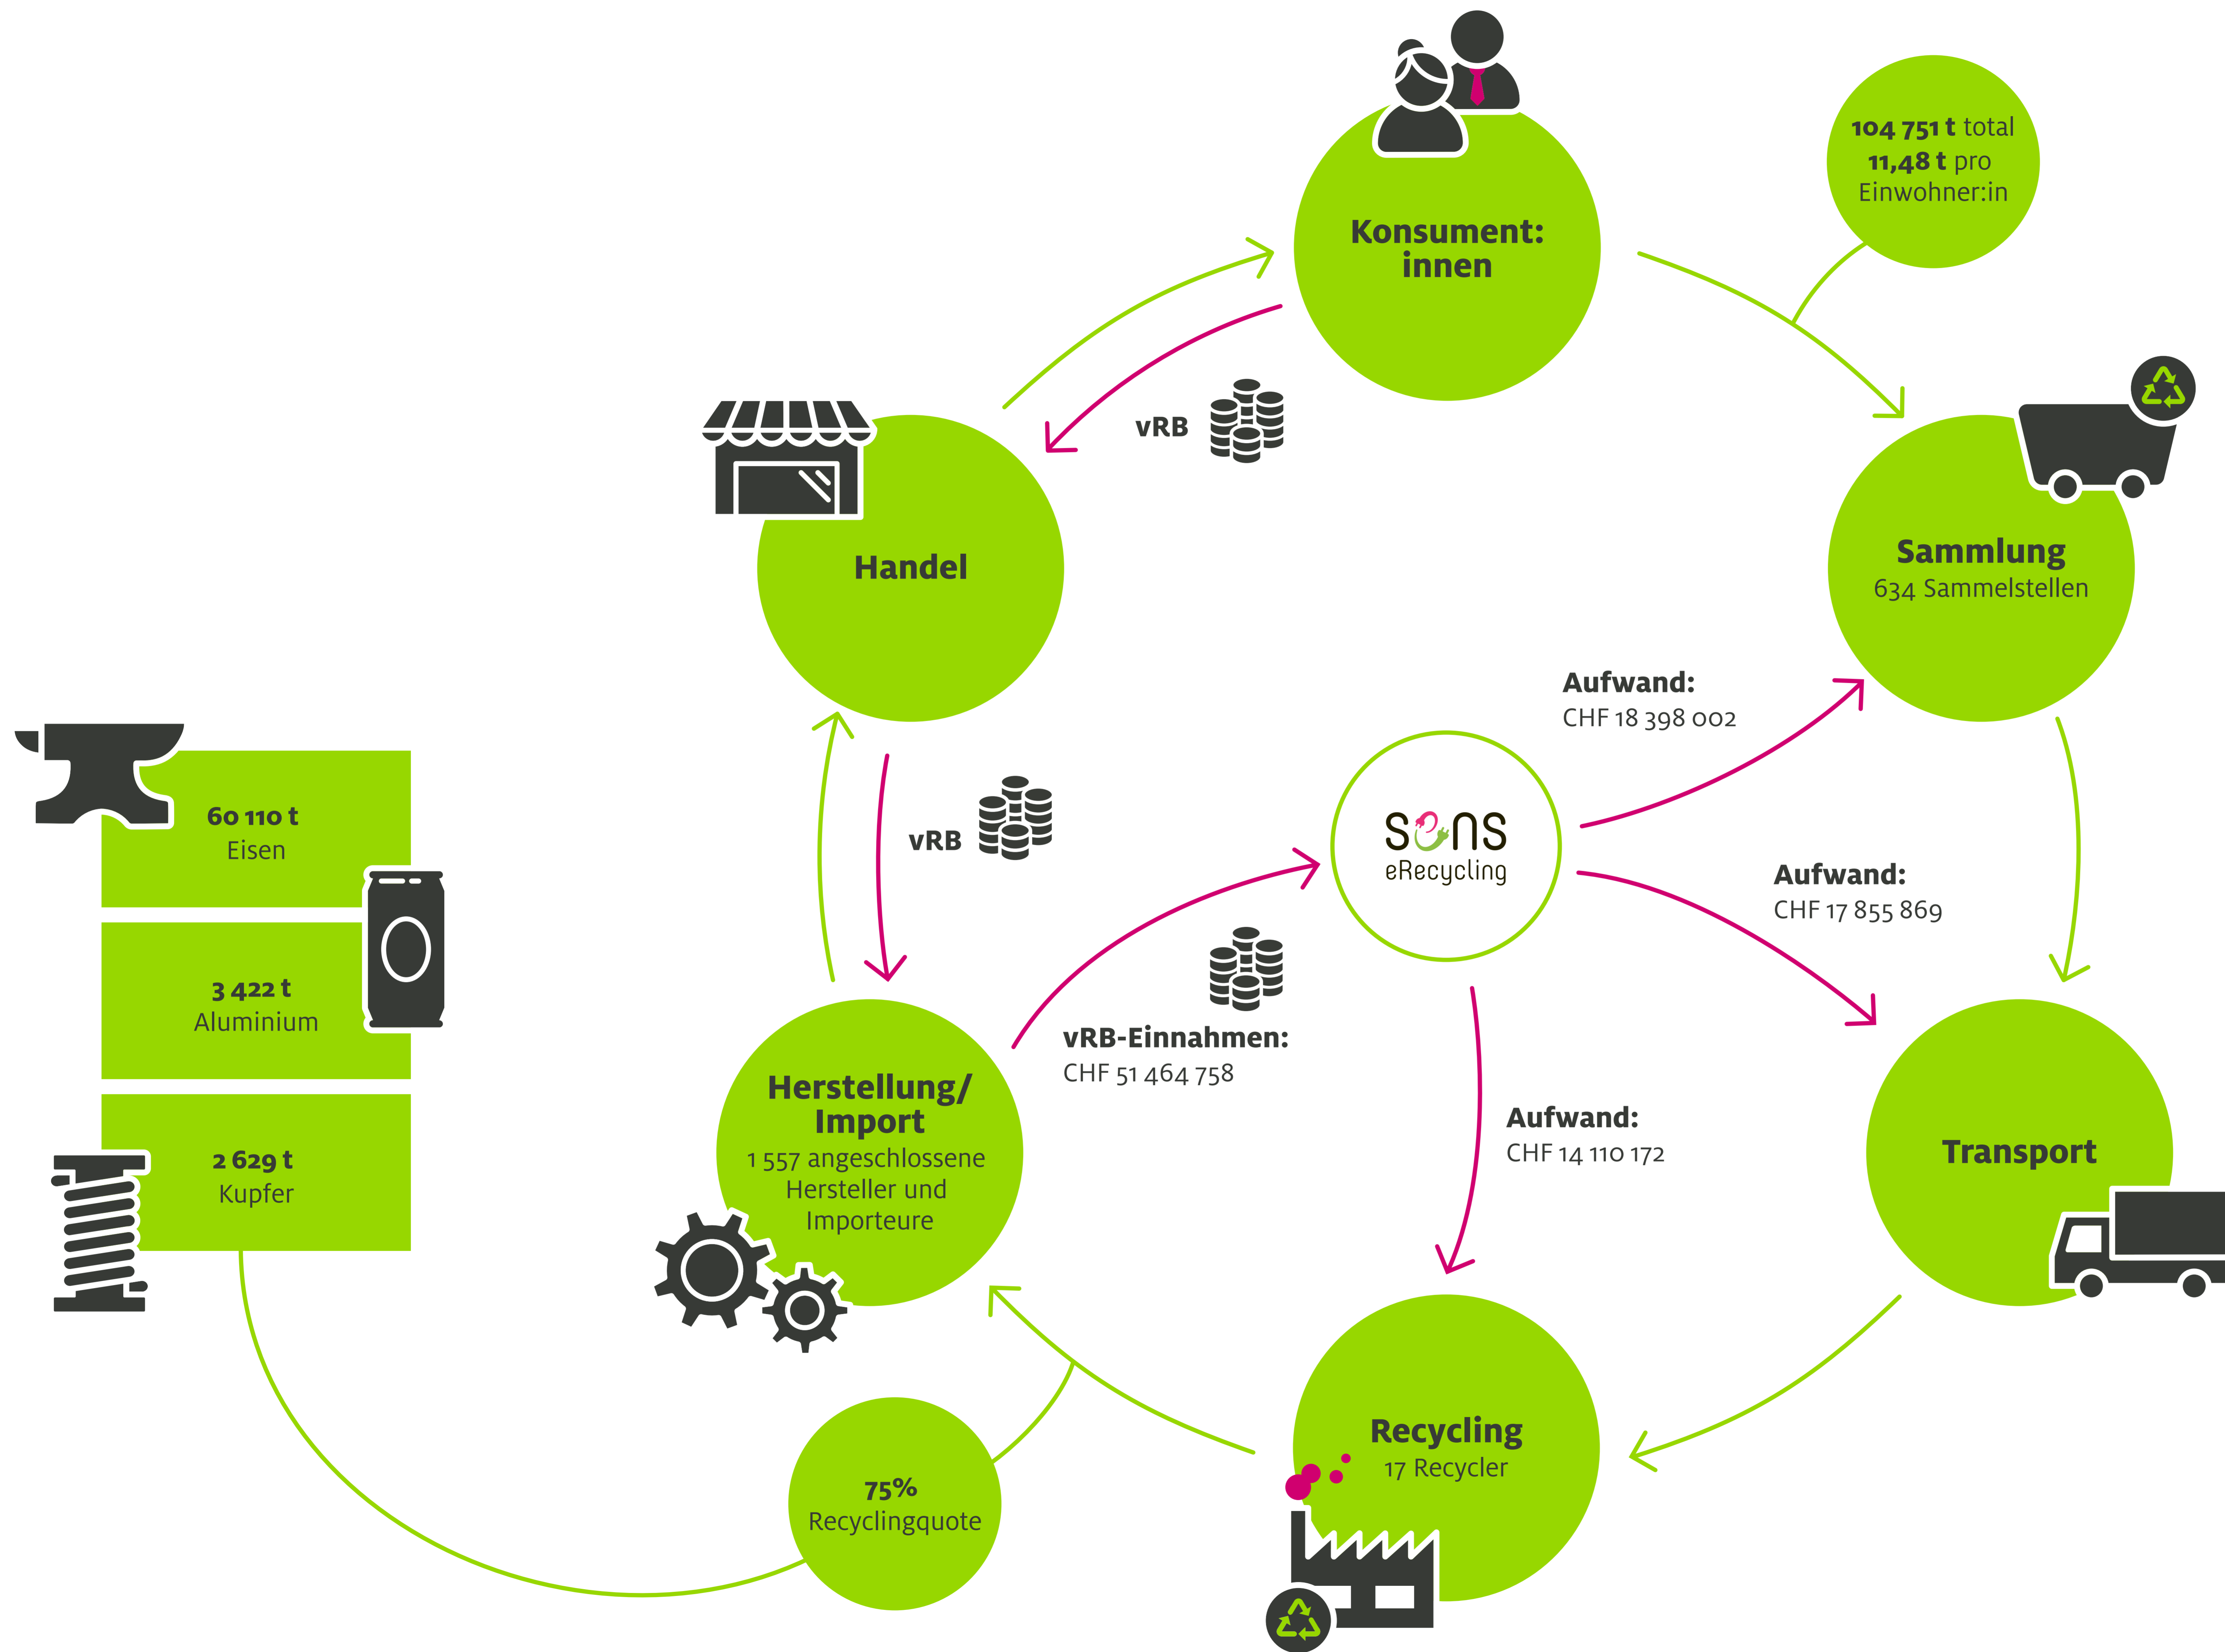 104 751 t total
11,48 t pro
Einwohner:in
Konsument:
innen
vRB
Handel
Sammlung
634 Sammelstellen
Aufwand:
CHF 18 398 002
60 110 t
Eisen
vRB
sens
eRecycling
Aufwand:
CHF 17 855 869
3 422 t
Aluminium
vRB-Einnahmen:
CHF 51 464 758
Herstellung/
Import
1 557 angeschlossene
Hersteller und
Importeure
Aufwand:
CHF 14 110 172
Transport
2 629 t
Kupfer
Recycling
17 Recycler
75%
Recyclingquote